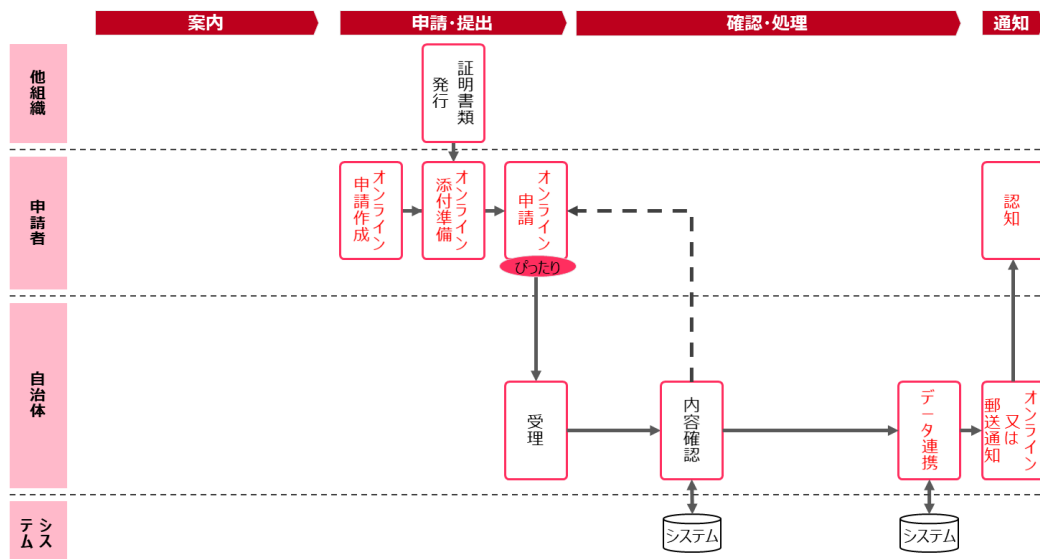 案内
申請・提出
確認・処理
通知
他組織
証明書類
発行
申請者
オンライン
申請作成
オンライン
添付準備
オンライン
申請
ぴったり
認知
自治体
受理
内容確認
データ連携
オンライン
又は
郵送通知
シス
テム
システム
システム